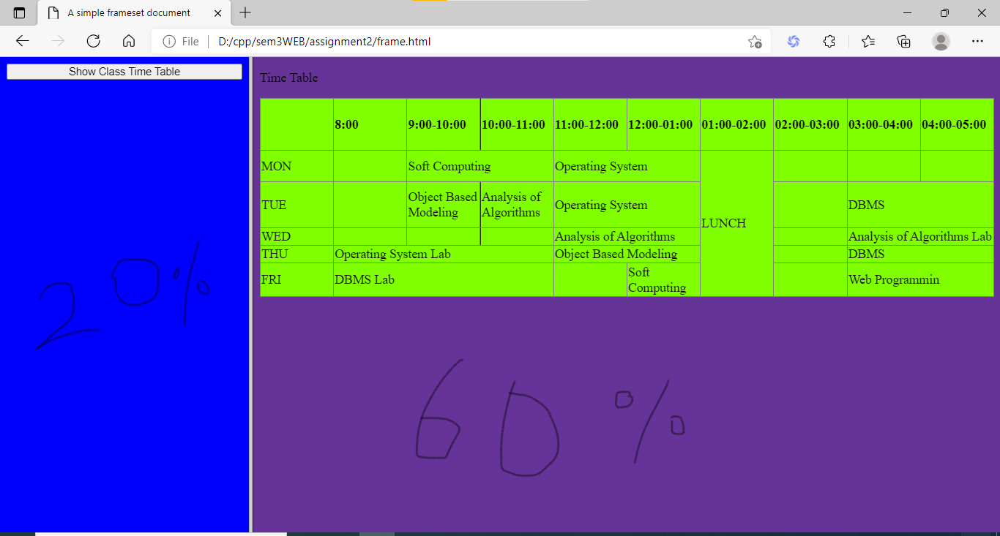 A simple frameset document
File D:/cpp/sem3WEB/assignment2/frame.html
Show Class Time Table
Time Table
8:00 9:00-10:00 10:00-11:00 11:00-12:00 12:00-01:00 01:00-02:00 02:00-03:00 03:00-04:00 04:00-05:00
MON Soft Computing Operating System
TUE Object Based Modeling Analysis of Algorithms Operating System LUNCH DBMS
WED Analysis of Algorithms Analysis of Algorithms Lab
THU Operating System Lab Object Based Modeling DBMS
FRI DBMS Lab Soft Computing Web Programmin
20%
60%